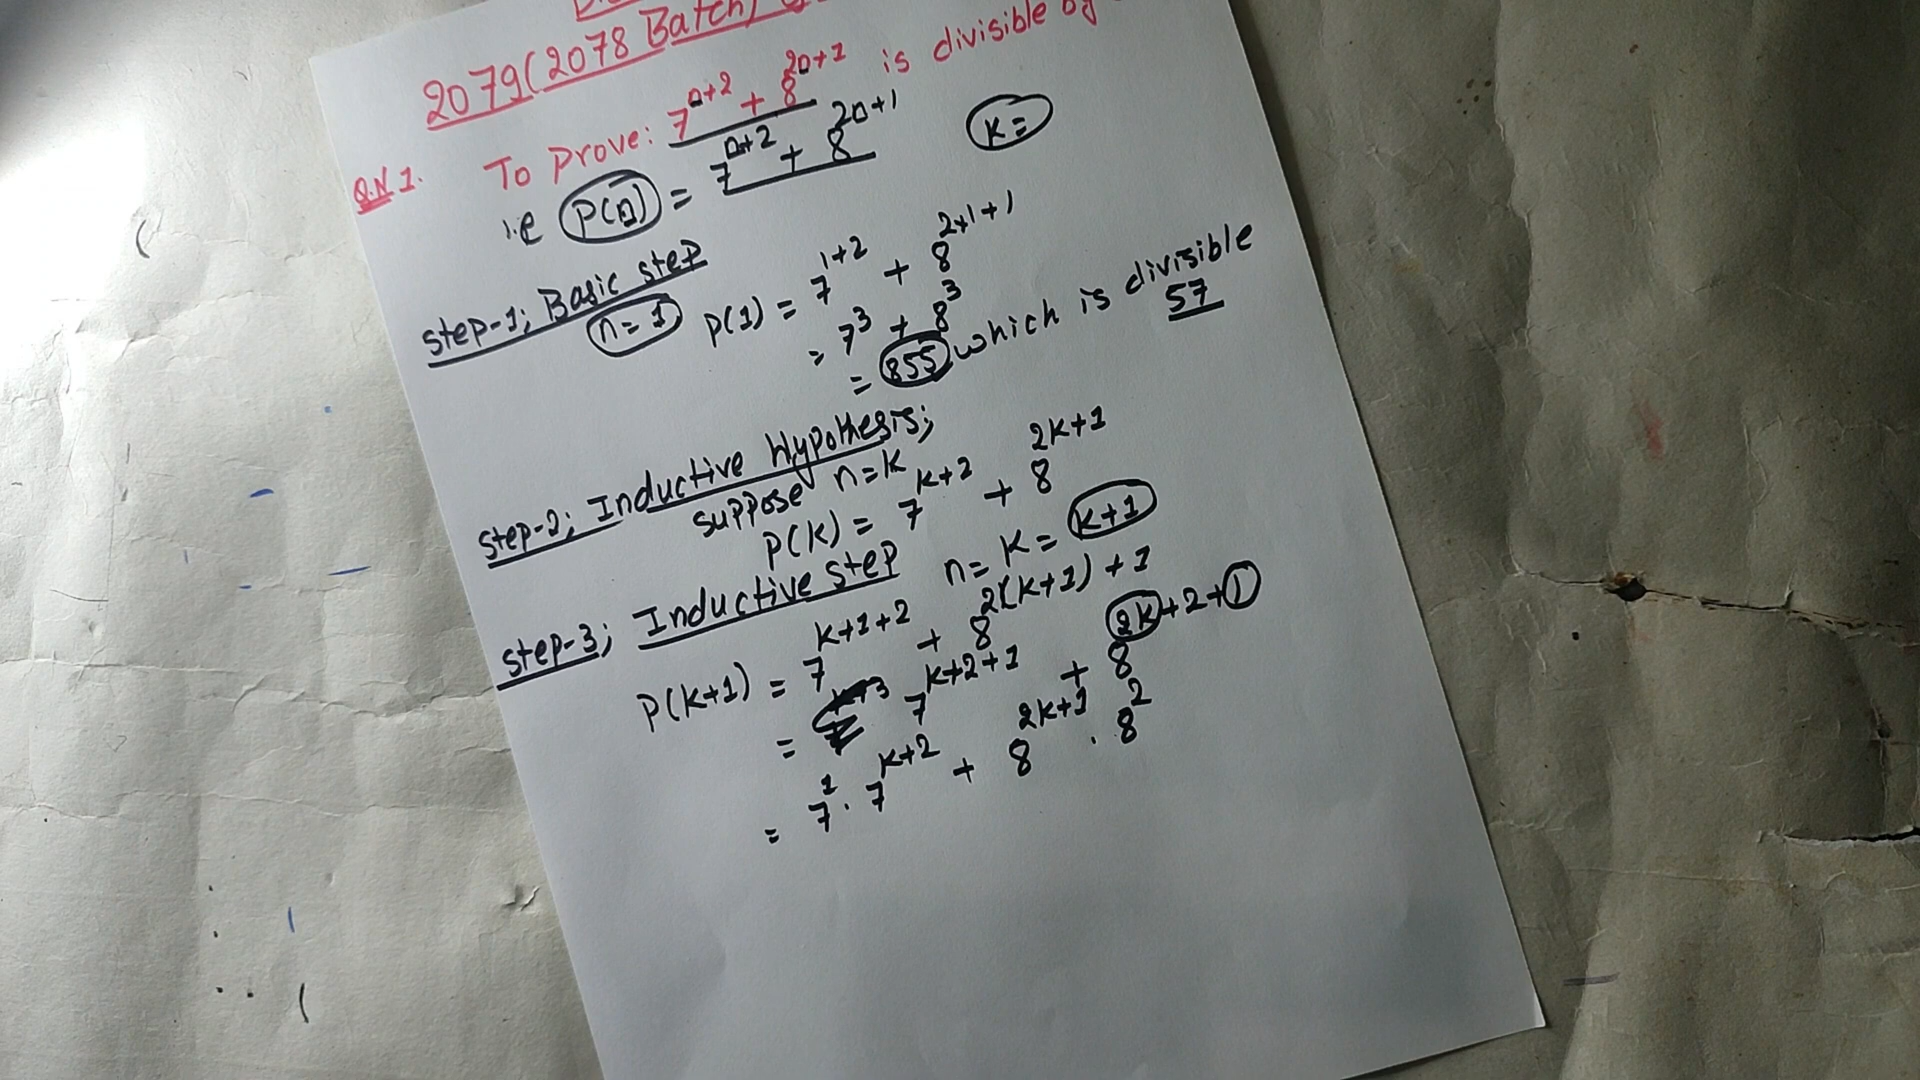 2079(2078 Batch)
Q.N 1. To prove: 7^{n+2} + 8^{2n+1} is divisible by
i.e P(n) = 7^{n+2} + 8^{2n+1} K=
step-1; Basic step
n=1, P(1) = 7^{1+2} + 8^{2+1+1}
= 7^3 + 8^3
= 855 which is divisible
57
step-2; Inductive Hypothesis;
suppose n=K
P(K) = 7^{K+2} + 8^{2K+1}
step-3; Inductive step n= K= K+1
P(K+1) = 7^{K+1+2} + 8^{2(K+1)+1}
= 7^{K+2+1} + 8^{2K+2+1}
= 7^1 . 7^{K+2} + 8^{2K+1} . 8^2